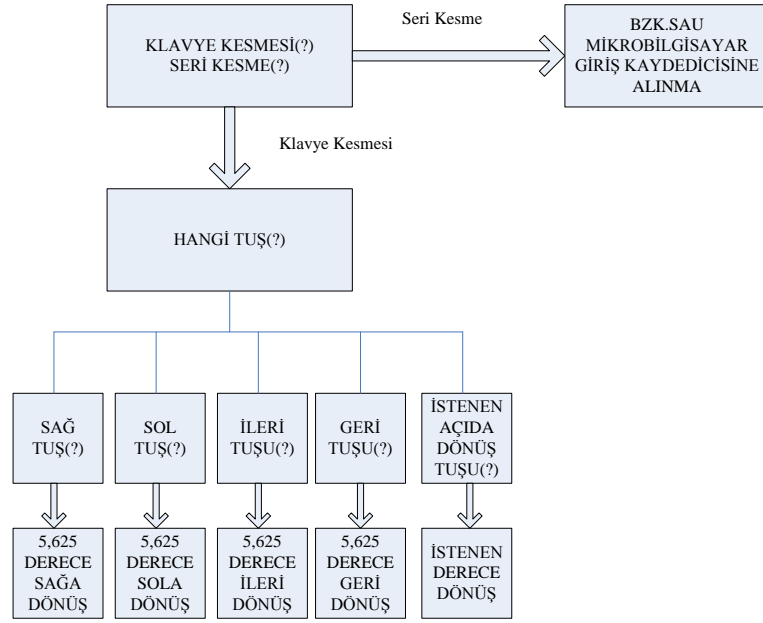 KLAVYE KESMESİ(?)
SERİ KESME(?)
Seri Kesme
BZK.SAU
MİKROBİLGİSAYAR
GİRİŞ KAYDEDİCİSİNE
ALINMA
Klavye Kesmesi
HANGİ TUŞ(?)
SAĞ
TUŞ(?)
SOL
TUŞ(?)
İLERİ
TUŞU(?)
GERİ
TUŞU(?)
İSTENEN
AÇIDA
DÖNÜŞ
TUŞU(?)
5,625
DERECE
SAĞA
DÖNÜŞ
5,625
DERECE
SOLA
DÖNÜŞ
5,625
DERECE
İLERİ
DÖNÜŞ
5,625
DERECE
GERİ
DÖNÜŞ
İSTENEN
DERECE
DÖNÜŞ